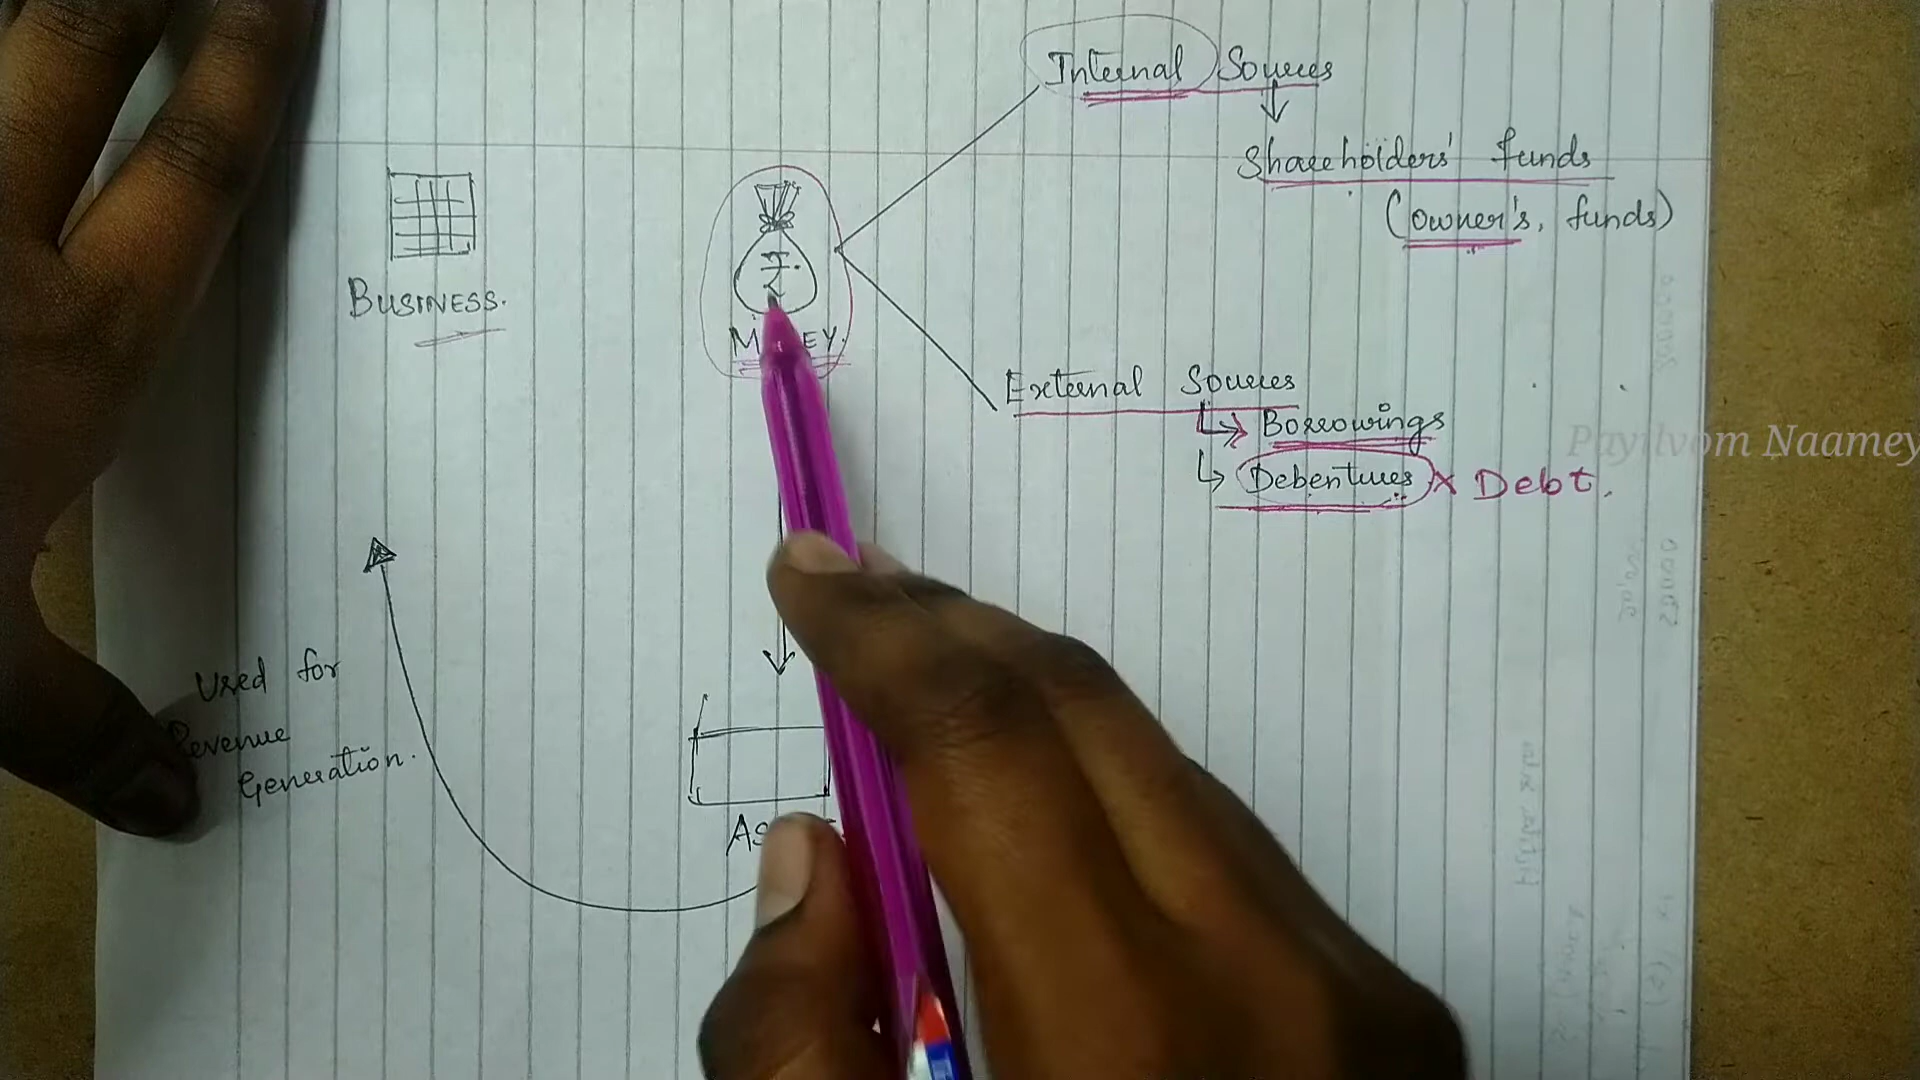 Internal Sources
Shareholders' funds
(owner's, funds)
BUSINESS.
₹
External Sources
Borrowings
Debentures x Debt.
Payilvom Naamey
Used for
Revenue
Generation.